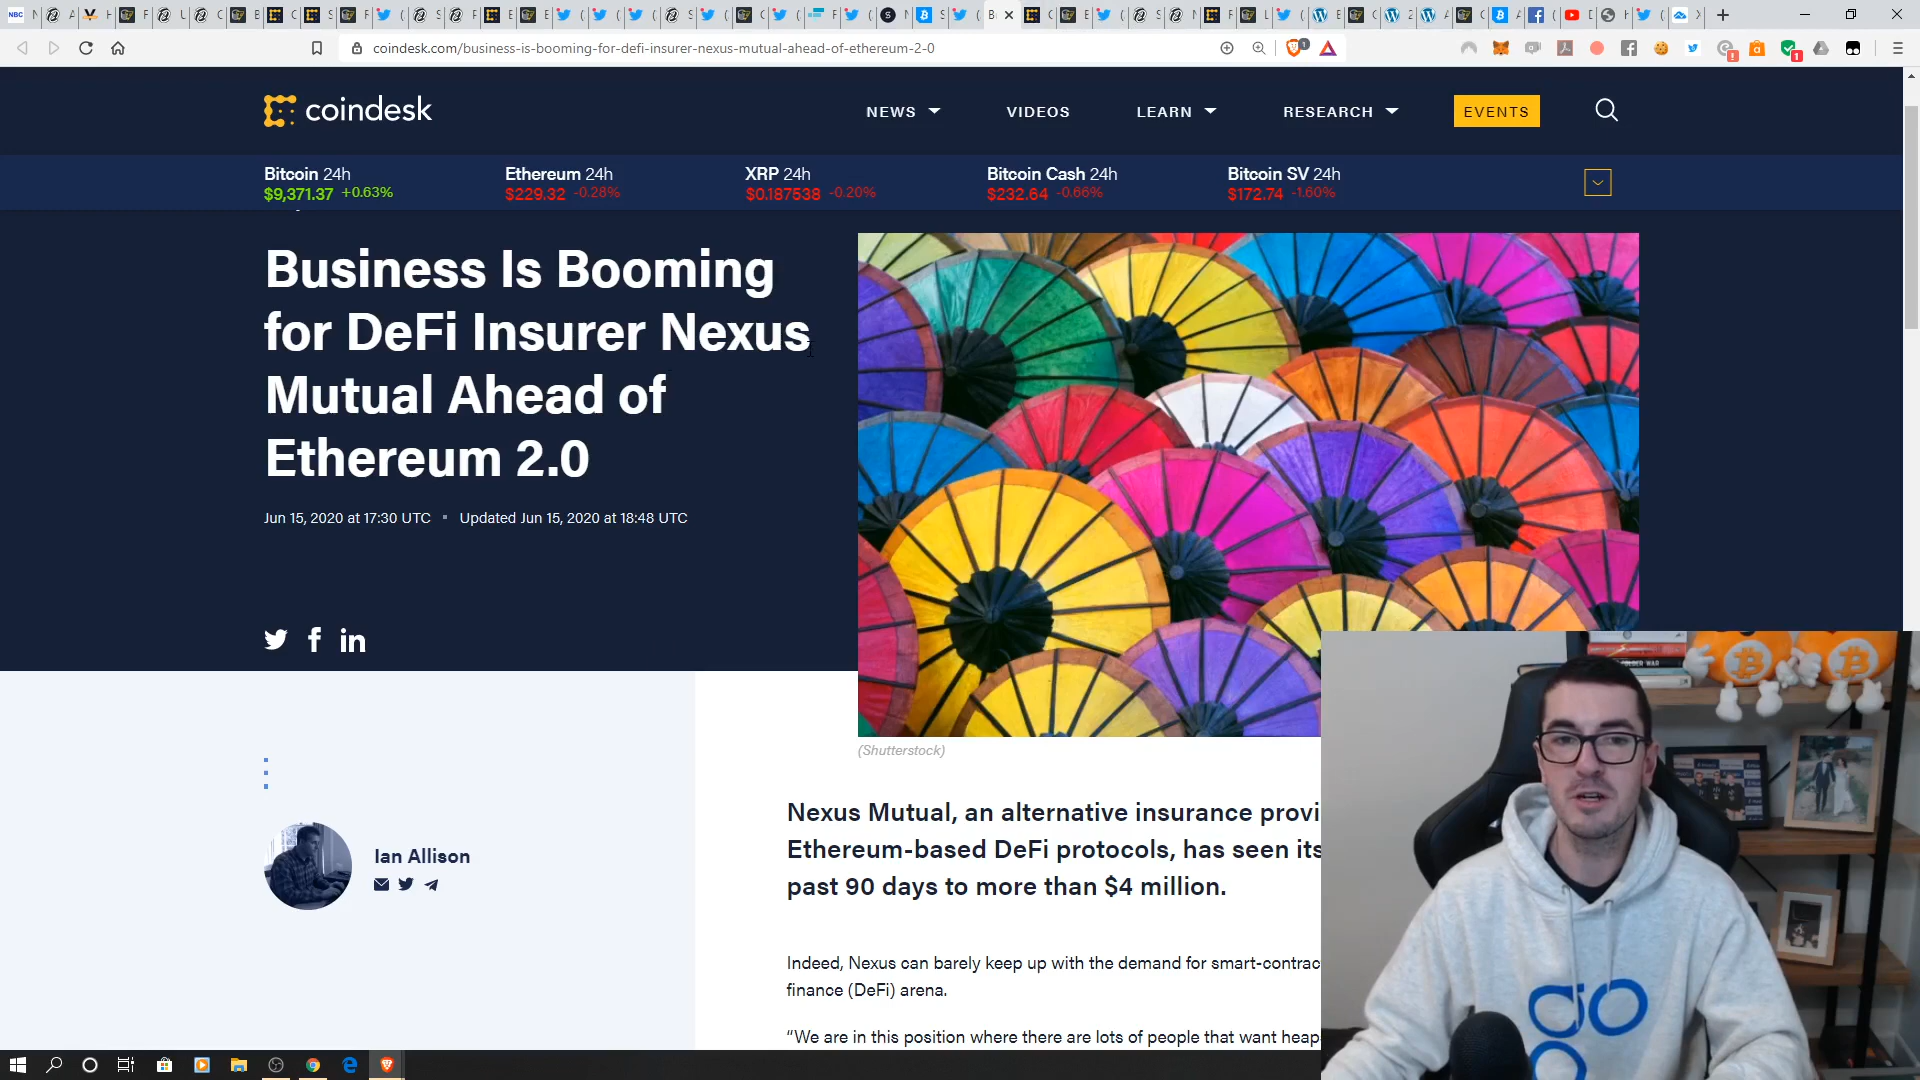 coindesk.com/business-is-booming-for-defi-insurer-nexus-mutual-ahead-of-ethereum-2-0
coindesk
NEWS
VIDEOS
LEARN
RESEARCH
EVENTS
Bitcoin 24h
$9,371.37 +0.63%
Ethereum 24h
$229.32 -0.28%
XRP 24h
$0.187538 -0.20%
Bitcoin Cash 24h
$232.64 -0.66%
Bitcoin SV 24h
$172.74 -1.60%
Business Is Booming
for DeFi Insurer Nexus
Mutual Ahead of
Ethereum 2.0
Jun 15, 2020 at 17:30 UTC
Updated Jun 15, 2020 at 18:48 UTC
(Shutterstock)
Ian Allison
Nexus Mutual, an alternative insurance provi
Ethereum-based DeFi protocols, has seen its
past 90 days to more than $4 million.
Indeed, Nexus can barely keep up with the demand for smart-contrac
finance (DeFi) arena.
“We are in this position where there are lots of people that want heap